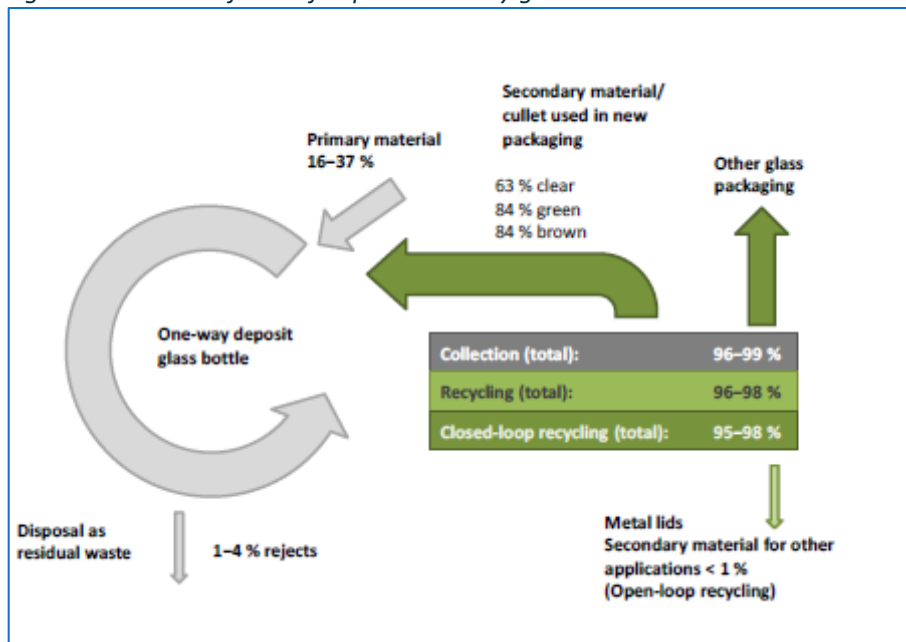 Secondary material/
cullet used in new
packaging
Primary material
16–37 %
Other glass
packaging
63 % clear
84 % green
84 % brown
One-way deposit
glass bottle
Collection (total): 96–99 %
Recycling (total): 96–98 %
Closed-loop recycling (total): 95–98 %
Disposal as
residual waste
1–4 % rejects
Metal lids
Secondary material for other
applications < 1 %
(Open-loop recycling)